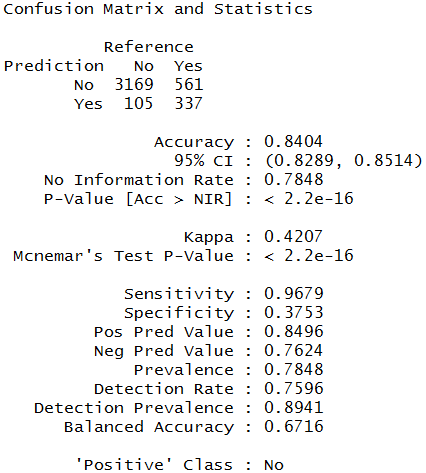 Confusion Matrix and Statistics
Reference
Prediction No Yes
No 3169 561
Yes 105 337
Accuracy : 0.8404
95% CI : (0.8289, 0.8514)
No Information Rate : 0.7848
P-Value [Acc > NIR] : < 2.2e-16
Kappa : 0.4207
Mcnemar's Test P-Value : < 2.2e-16
Sensitivity : 0.9679
Specificity : 0.3753
Pos Pred Value : 0.8496
Neg Pred Value : 0.7624
Prevalence : 0.7848
Detection Rate : 0.7596
Detection Prevalence : 0.8941
Balanced Accuracy : 0.6716
'Positive' Class : No